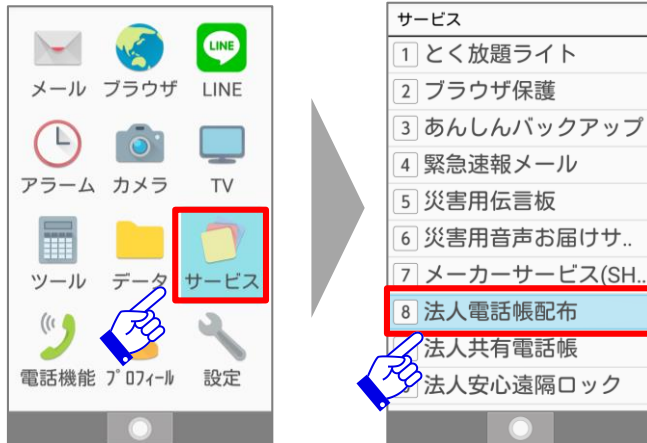 LINE
メール ブラウザ LINE
アラーム カメラ TV
ツール データ サービス
電話機能 プロフィール 設定
サービス
1 とく放題ライト
2 ブラウザ保護
3 あんしんバックアップ
4 緊急速報メール
5 災害用伝言板
6 災害用音声お届けサ..
7 メーカーサービス(SH..
8 法人電話帳配布
法人共有電話帳
法人安心遠隔ロック